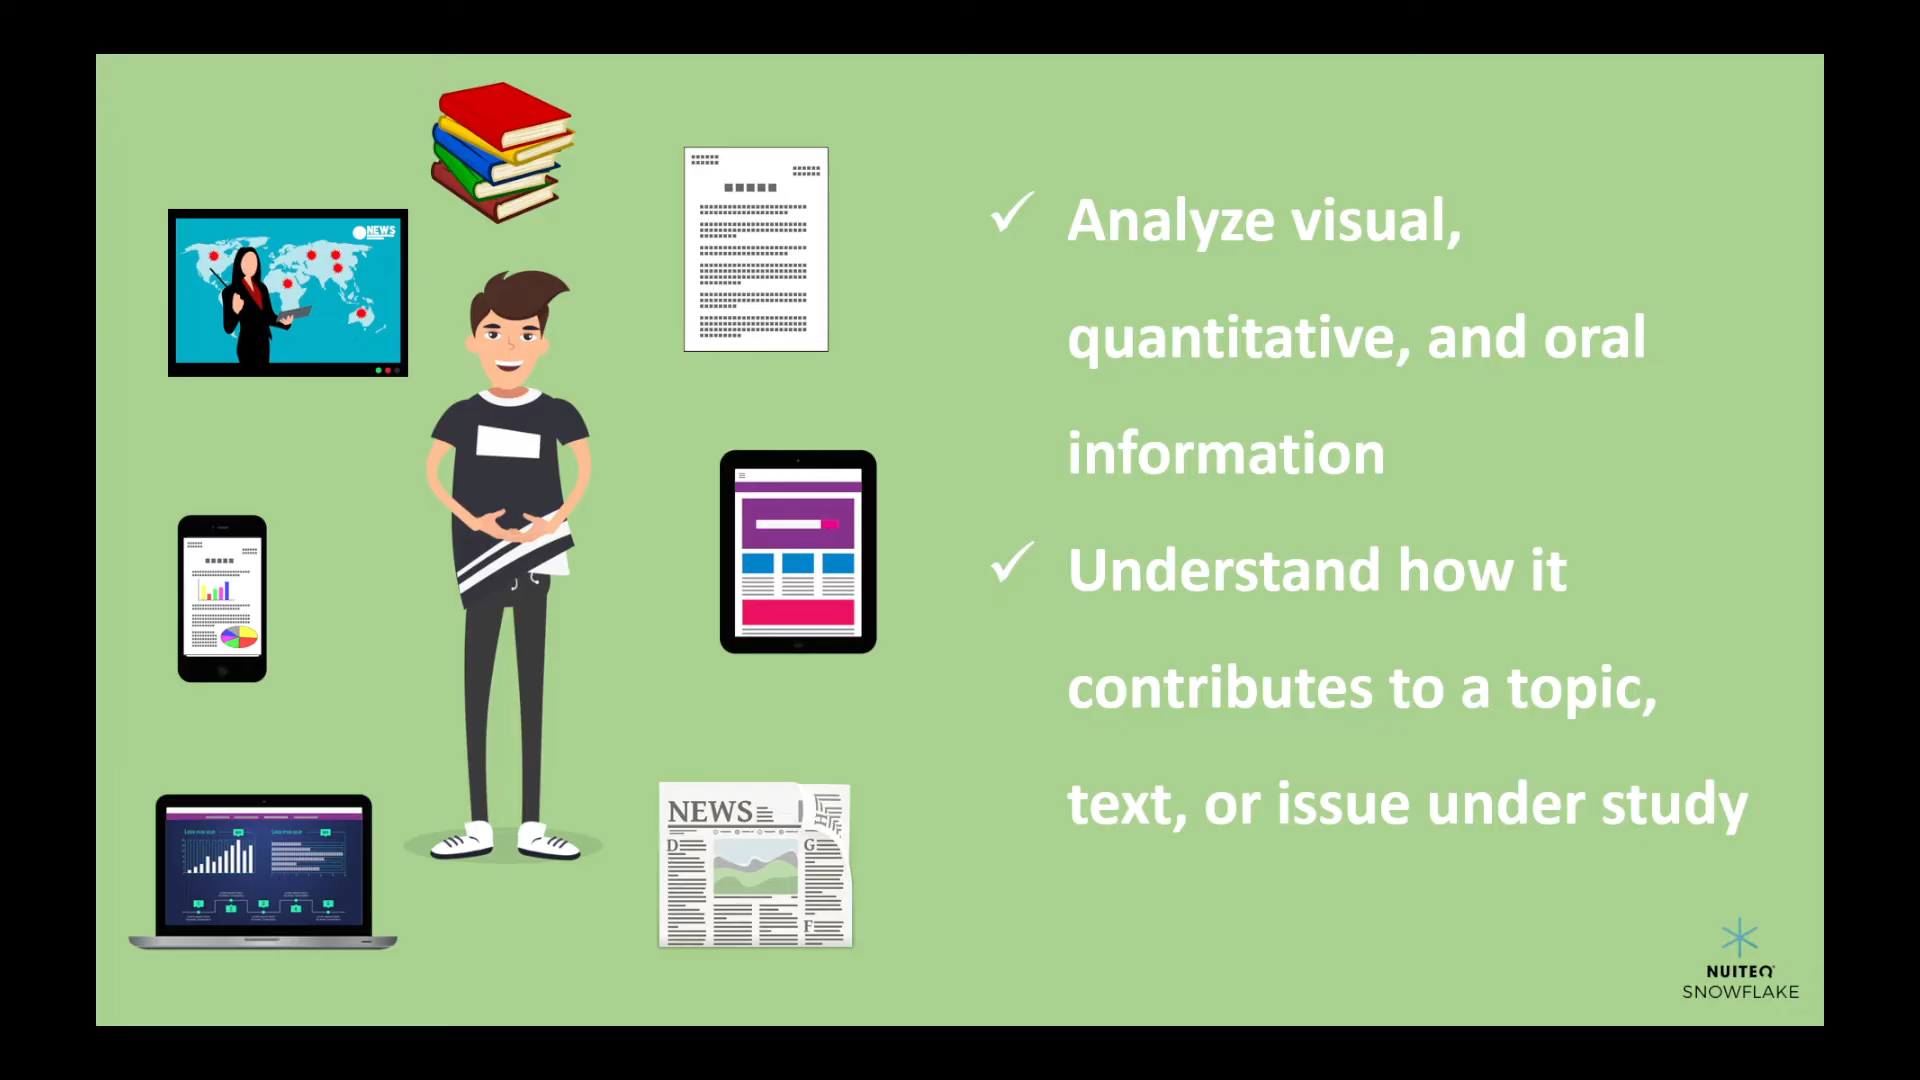 NEWS
Analyze visual,
quantitative, and oral
information
Understand how it
contributes to a topic,
text, or issue under study
NEWS
D
G
F
NUITEQ
SNOWFLAKE